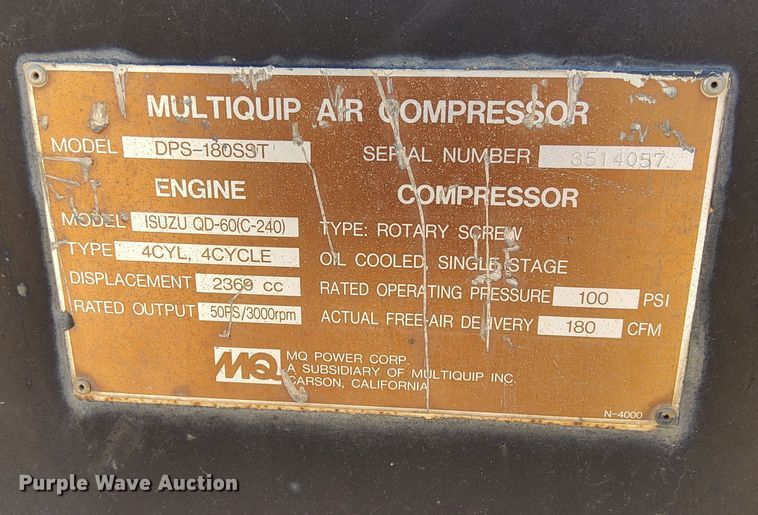 MULTIQUIP AIR COMPRESSOR
MODEL DPS-180SST SERIAL NUMBER
ENGINE COMPRESSOR
MODEL ISUZU QD-60(C-240) TYPE: ROTARY SCREW
TYPE 4CYL, 4CYCLE OIL COOLED, SINGLE STAGE
DISPLACEMENT 2369 cc RATED OPERATING PRESSURE 100 PSI
RATED OUTPUT 50PS/3000rpm ACTUAL FREE-AIR DELIVERY 180 CFM
MQ MQ POWER CORP.
A SUBSIDIARY OF MULTIQUIP INC.
CARSON, CALIFORNIA
N-4000
Purple Wave Auction